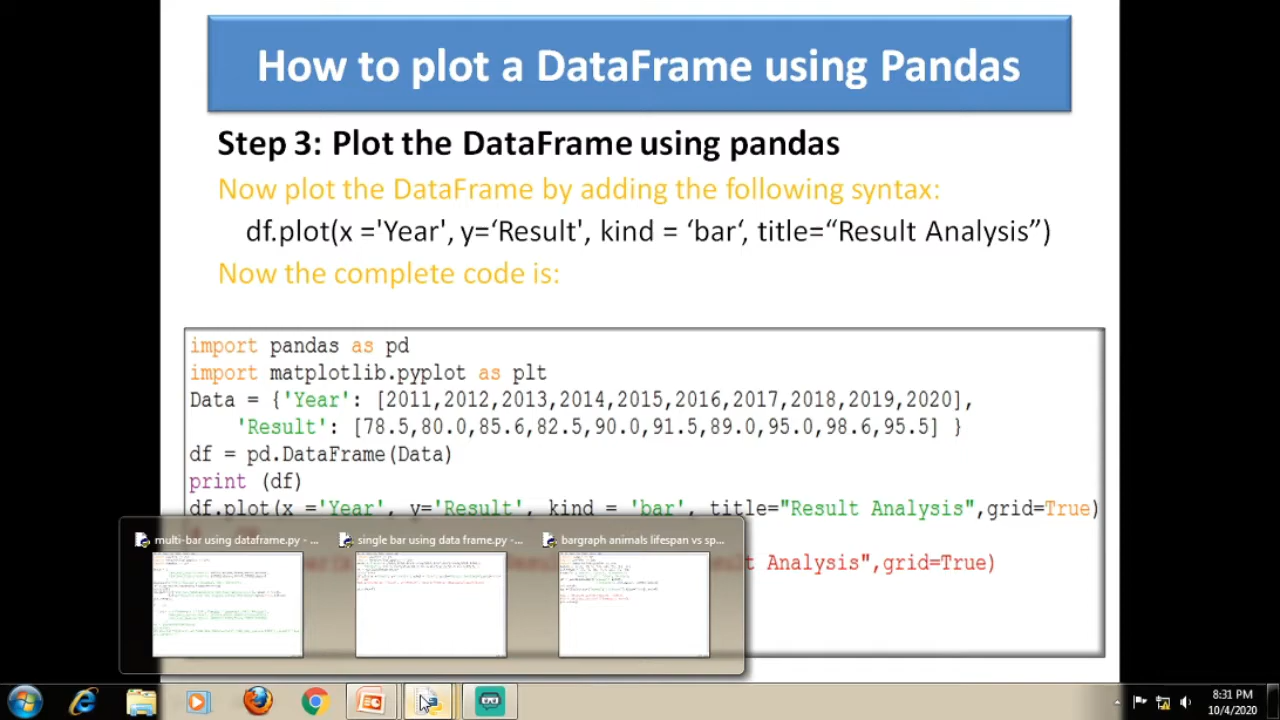 How to plot a DataFrame using Pandas
Step 3: Plot the DataFrame using pandas
Now plot the DataFrame by adding the following syntax:
df.plot(x ='Year', y=‘Result', kind = ‘bar‘, title=“Result Analysis”)
Now the complete code is:
import pandas as pd
import matplotlib.pyplot as plt
Data = {'Year': [2011,2012,2013,2014,2015,2016,2017,2018,2019,2020],
'Result': [78.5,80.0,85.6,82.5,90.0,91.5,89.0,95.0,98.6,95.5] }
df = pd.DataFrame(Data)
print (df)
df.plot(x ='Year', y='Result', kind = 'bar', title="Result Analysis",grid=True)
multi-bar using dataframe.py - ...
single bar using data frame.py -...
bargraph animals lifespan vs sp...
t Analysis",grid=True)
8:31 PM
10/4/2020